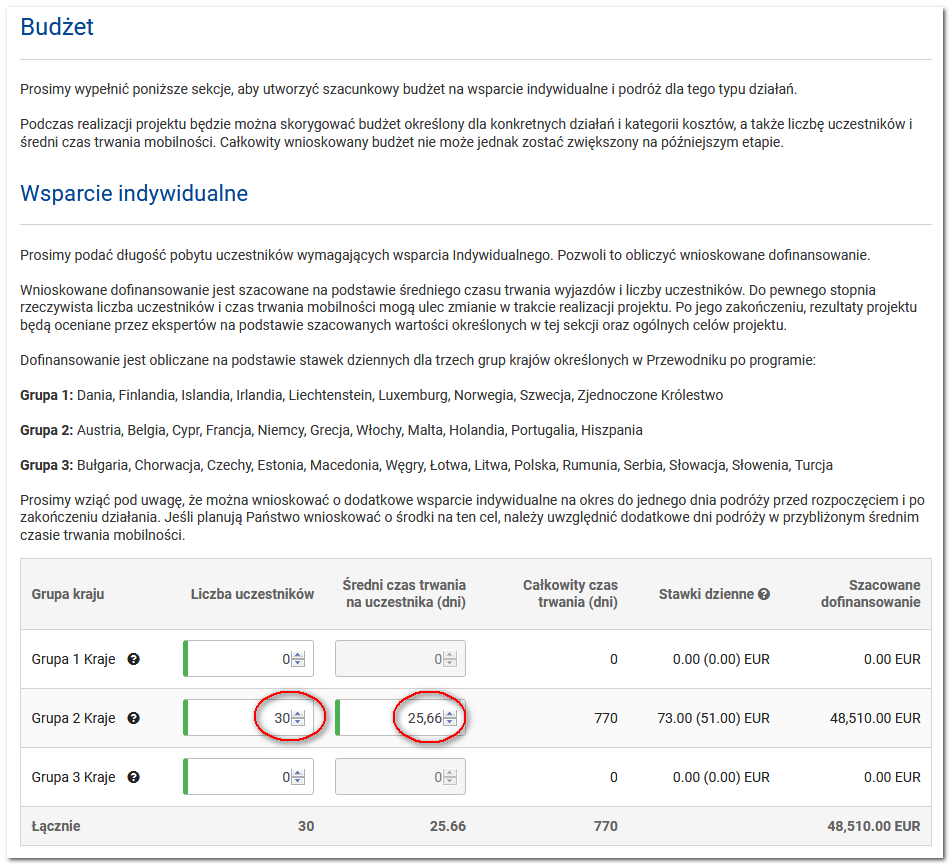 Budżet
Prosimy wypełnić poniższe sekcje, aby utworzyć szacunkowy budżet na wsparcie indywidualne i podróż dla tego typu działań.
Podczas realizacji projektu będzie można skorygować budżet określony dla konkretnych działań i kategorii kosztów, a także liczbę uczestników i
średni czas trwania mobilności. Całkowity wnioskowany budżet nie może jednak zostać zwiększony na późniejszym etapie.
Wsparcie indywidualne
Prosimy podać długość pobytu uczestników wymagających wsparcia Indywidualnego. Pozwoli to obliczyć wnioskowane dofinansowanie.
Wnioskowane dofinansowanie jest szacowane na podstawie średniego czasu trwania wyjazdów i liczby uczestników. Do pewnego stopnia
rzeczywista liczba uczestników i czas trwania mobilności mogą ulec zmianie w trakcie realizacji projektu. Po jego zakończeniu, rezultaty projektu
będą oceniane przez ekspertów na podstawie szacowanych wartości określonych w tej sekcji oraz ogólnych celów projektu.
Dofinansowanie jest obliczane na podstawie stawek dziennych dla trzech grup krajów określonych w Przewodniku po programie:
Grupa 1: Dania, Finlandia, Islandia, Irlandia, Liechtenstein, Luxemburg, Norwegia, Szwecja, Zjednoczone Królestwo
Grupa 2: Austria, Belgia, Cypr, Francja, Niemcy, Grecja, Włochy, Malta, Holandia, Portugalia, Hiszpania
Grupa 3: Bułgaria, Chorwacja, Czechy, Estonia, Macedonia, Węgry, Łotwa, Litwa, Polska, Rumunia, Serbia, Słowacja, Słowenia, Turcja
Prosimy wziąć pod uwagę, że można wnioskować o dodatkowe wsparcie indywidualne na okres do jednego dnia podróży przed rozpoczęciem i po
zakończeniu działania. Jeśli planują Państwo wnioskować o środki na ten cel, należy uwzględnić dodatkowe dni podróży w przybliżonym średnim
czasie trwania mobilności.
Grupa kraju Liczba uczestników Średni czas trwania na uczestnika (dni) Całkowity czas trwania (dni) Stawki dzienne ? Szacowane dofinansowanie
Grupa 1 Kraje ? 0 0 0 0.00 (0.00) EUR 0.00 EUR
Grupa 2 Kraje ? 30 25,66 770 73.00 (51.00) EUR 48,510.00 EUR
Grupa 3 Kraje ? 0 0 0 0.00 (0.00) EUR 0.00 EUR
Łącznie 30 25.66 770 48,510.00 EUR